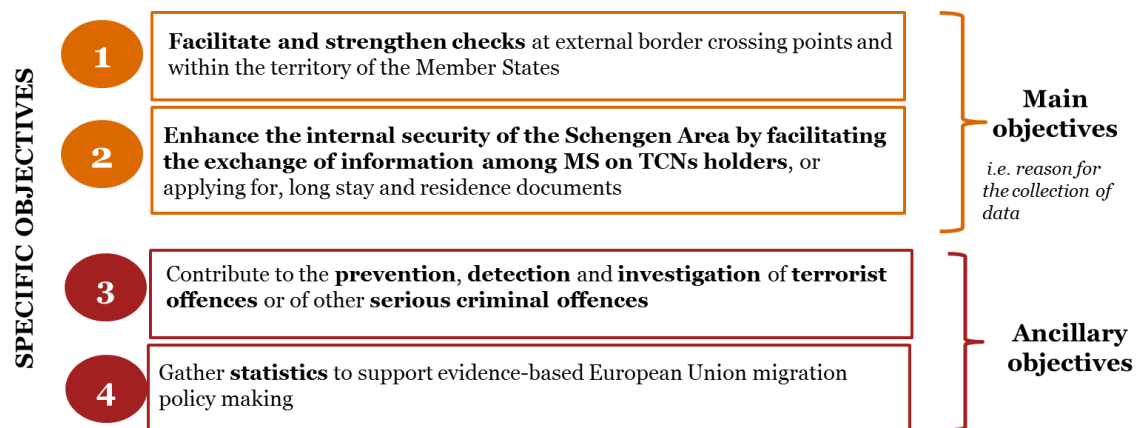 SPECIFIC OBJECTIVES
1
Facilitate and strengthen checks at external border crossing points and
within the territory of the Member States
2
Enhance the internal security of the Schengen Area by facilitating
the exchange of information among MS on TCNs holders, or
applying for, long stay and residence documents
Main
objectives
i.e. reason for
the collection of
data
3
Contribute to the prevention, detection and investigation of terrorist
offences or of other serious criminal offences
4
Gather statistics to support evidence-based European Union migration
policy making
Ancillary
objectives